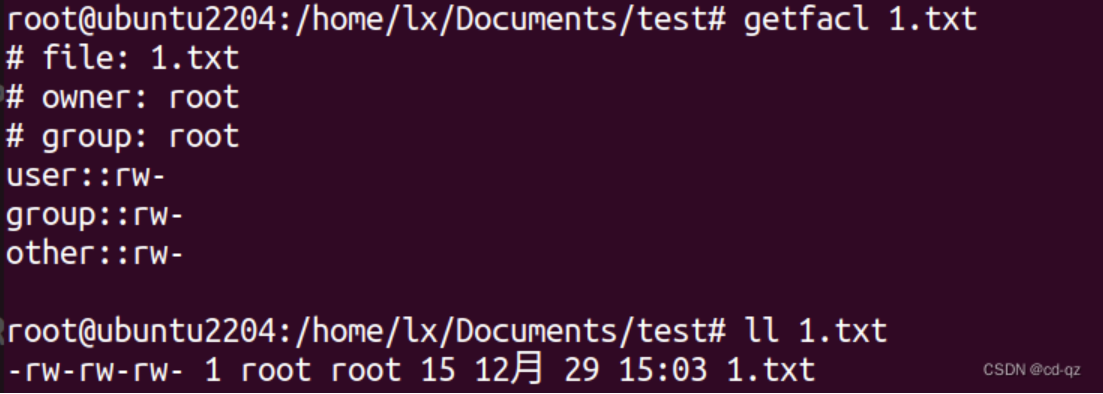 root@ubuntu2204:/home/lx/Documents/test# getfacl 1.txt
# file: 1.txt
# owner: root
# group: root
user::rw-
group::rw-
other::rw-
root@ubuntu2204:/home/lx/Documents/test# ll 1.txt
-rw-rw-rw- 1 root root 15 12月 29 15:03 1.txt
CSDN @cd-qz